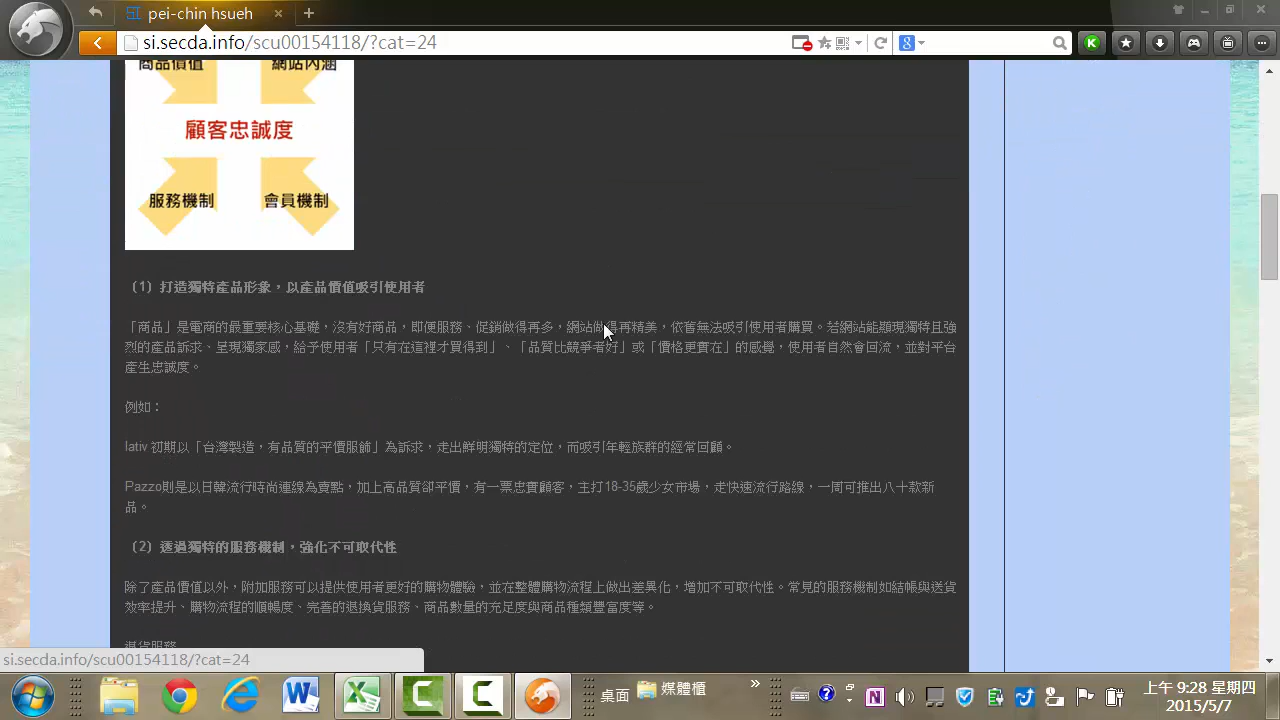 pei-chin hsueh
si.secda.info/scu00154118/?cat=24
商品價值 網站內涵
顧客忠誠度
服務機制 會員機制
（1）打造獨特產品形象，以產品價值吸引使用者
「商品」是電商的最重要核心基礎，沒有好商品，即便服務、促銷做得再多，網站做得再精美，依舊無法吸引使用者購買。若網站能顯現獨特且強
烈的產品訴求、呈現獨家感，給予使用者「只有在這裡才買得到」、「品質比競爭者好」或「價格更實在」的感覺，使用者自然會回流，並對平台
產生忠誠度。
例如：
lativ 初期以「台灣製造，有品質的平價服飾」為訴求，走出鮮明獨特的定位，而吸引年輕族群的經常回顧。
Pazzo則是以日韓流行時尚連線為賣點，加上高品質卻平價，有一票忠實顧客，主打18-35歲少女市場，走快速流行路線，一周可推出八十款新
品。
（2）透過獨特的服務機制，強化不可取代性
除了產品價值以外，附加服務可以提供使用者更好的購物體驗，並在整體購物流程上做出差異化，增加不可取代性。常見的服務機制如結帳與送貨
效率提升、購物流程的順暢度、完善的退換貨服務、商品數量的充足度與商品種類豐富度等。
退貨服務
si.secda.info/scu00154118/?cat=24
桌面 媒體櫃
上午 9:28 星期四
2015/5/7